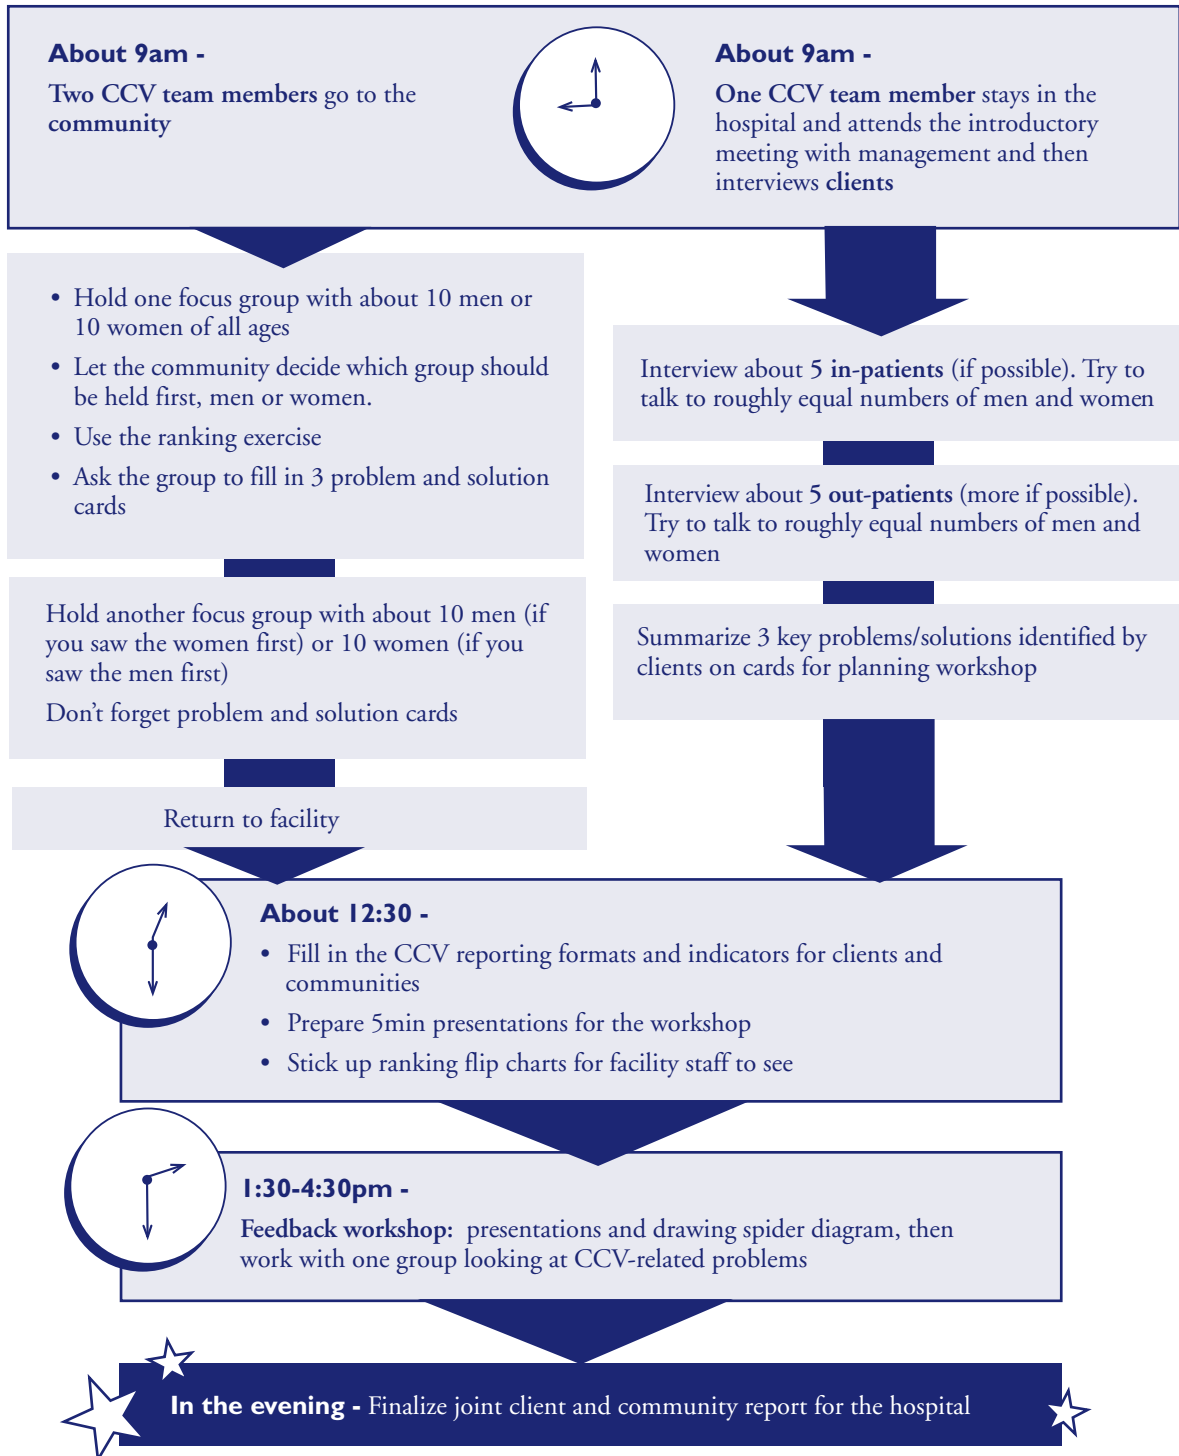 About 9am -
Two CCV team members go to the
community
About 9am -
One CCV team member stays in the
hospital and attends the introductory
meeting with management and then
interviews clients
• Hold one focus group with about 10 men or
10 women of all ages
• Let the community decide which group should
be held first, men or women.
• Use the ranking exercise
• Ask the group to fill in 3 problem and solution
cards
Hold another focus group with about 10 men (if
you saw the women first) or 10 women (if you
saw the men first)
Don’t forget problem and solution cards
Return to facility
Interview about 5 in-patients (if possible). Try to
talk to roughly equal numbers of men and women
Interview about 5 out-patients (more if possible).
Try to talk to roughly equal numbers of men and
women
Summarize 3 key problems/solutions identified by
clients on cards for planning workshop
About 12:30 -
• Fill in the CCV reporting formats and indicators for clients and
communities
• Prepare 5min presentations for the workshop
• Stick up ranking flip charts for facility staff to see
1:30-4:30pm -
Feedback workshop: presentations and drawing spider diagram, then
work with one group looking at CCV-related problems
In the evening - Finalize joint client and community report for the hospital